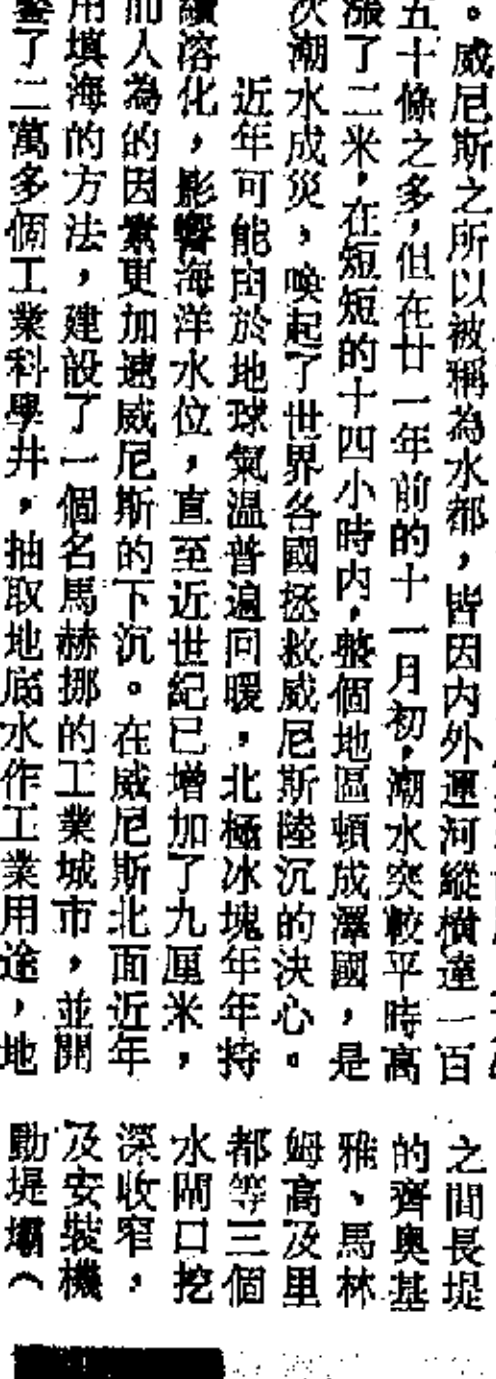 。威尼斯之所以被稱為水都，皆因內外運河縱橫達一百
五十條之多，但在廿一年前的十一月初，潮水突較平時高
漲了二米，在短短的十四小時內，整個地區頓成澤國，是
次潮水成災，喚起了世界各國拯救威尼斯陸沉的決心。
近年可能由於地球氣溫普遍回暖，北極冰塊年年持
續溶化，影響海洋水位，直至近世紀已增加了九厘米，
加人為的因素更加速威尼斯的下沉。在威尼斯北面近年
用填海的方法，建設了一個名馬赫挪的工業城市，並開
鑿了二萬多個工業科學井，抽取地底水作工業用途，地
之間長堤
的齊奧基
雅、馬林
姆高及里
都等三個
水閘口挖
深收窄，
及安裝機
動堤壩（